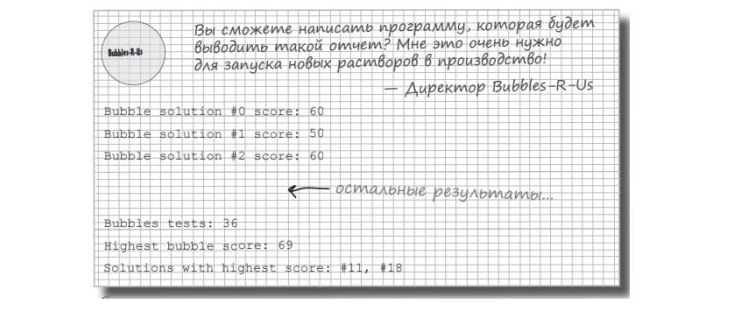 Вы сможете написать программу, которая будет
Bubbles-R-Us
выводить такой отчет? Мне это очень нужно
для запуска новых растворов в производство!
— Директор Bubbles-R-Us
Bubble solution #0 score: 60
Bubble solution #1 score: 50
Bubble solution #2 score: 60
остальные результаты...
Bubbles tests: 36
Highest bubble score: 69
Solutions with highest score: #11, #18